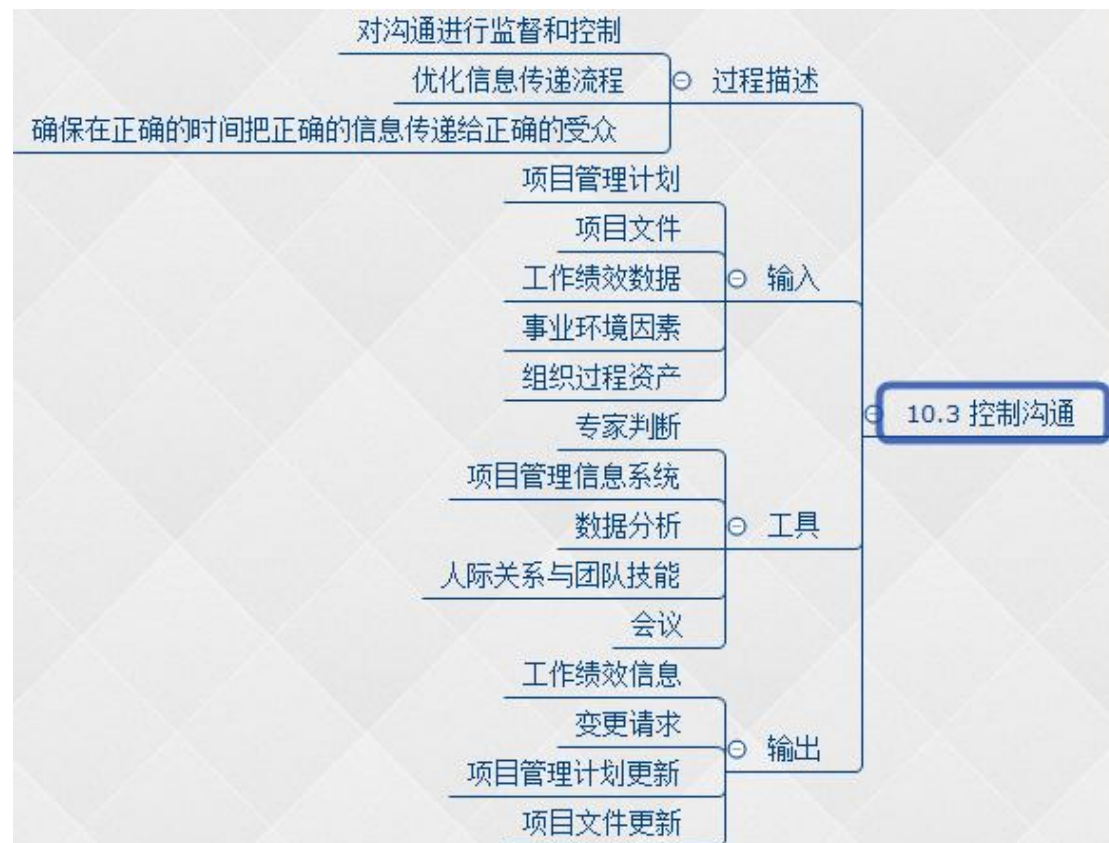 对沟通进行监督和控制
优化信息传递流程
过程描述
确保在正确的时间把正确的信息传递给正确的受众
项目管理计划
项目文件
工作绩效数据
输入
事业环境因素
组织过程资产
10.3 控制沟通
专家判断
项目管理信息系统
数据分析
工具
人际关系与团队技能
会议
工作绩效信息
变更请求
输出
项目管理计划更新
项目文件更新